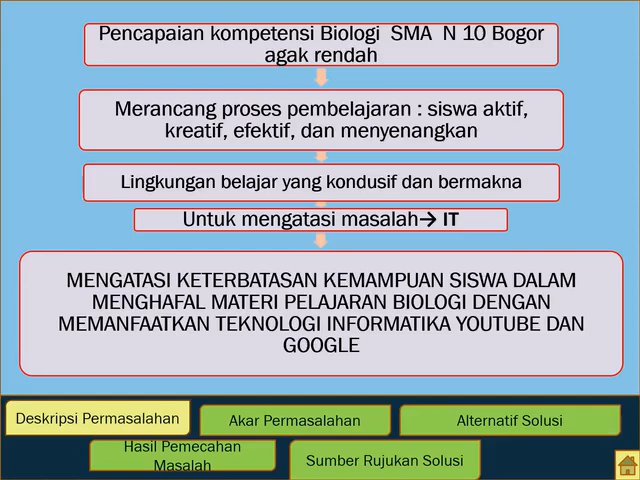 Pencapaian kompetensi Biologi SMA N 10 Bogor
agak rendah
Merancang proses pembelajaran : siswa aktif,
kreatif, efektif, dan menyenangkan
Lingkungan belajar yang kondusif dan bermakna
Untuk mengatasi masalah→ IT
MENGATASI KETERBATASAN KEMAMPUAN SISWA DALAM
MENGHAFAL MATERI PELAJARAN BIOLOGI DENGAN
MEMANFAATKAN TEKNOLOGI INFORMATIKA YOUTUBE DAN
GOOGLE
Deskripsi Permasalahan
Akar Permasalahan
Alternatif Solusi
Hasil Pemecahan
Masalah
Sumber Rujukan Solusi